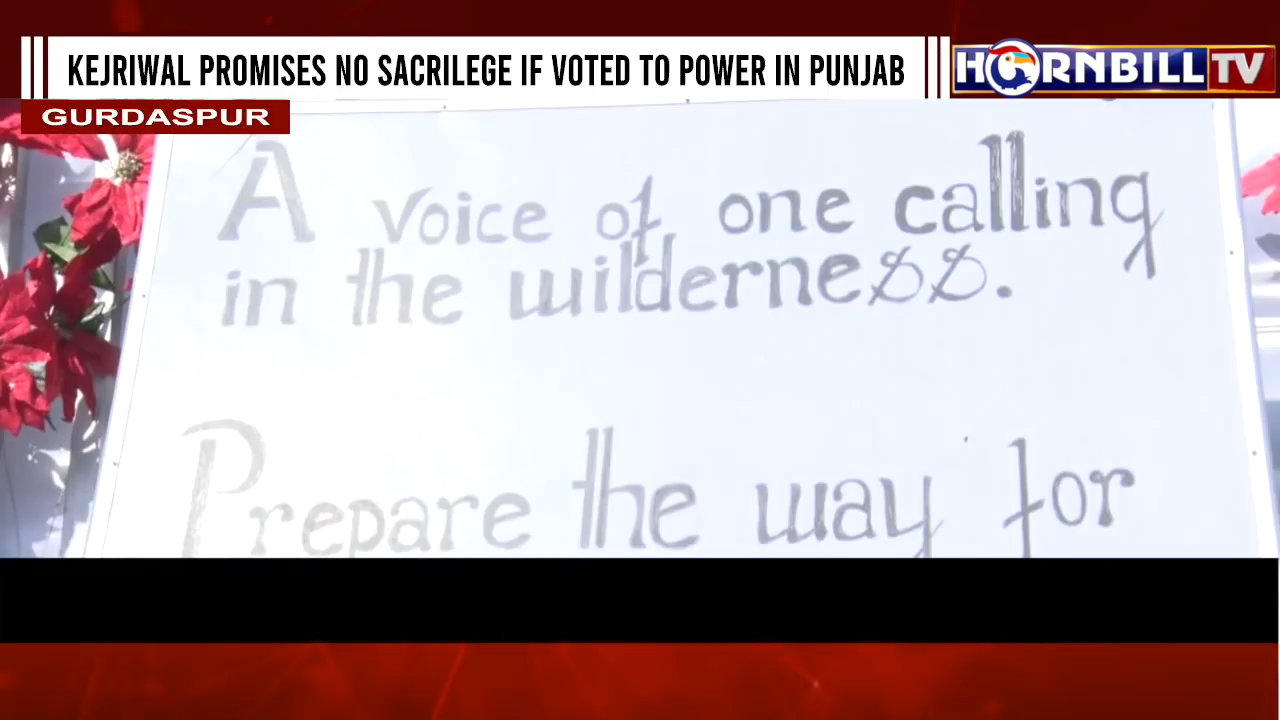 KEJRIWAL PROMISES NO SACRILEGE IF VOTED TO POWER IN PUNJAB
HORNBILL TV
GURDASPUR
A voice of one calling
in the wilderness.
Prepare the way for